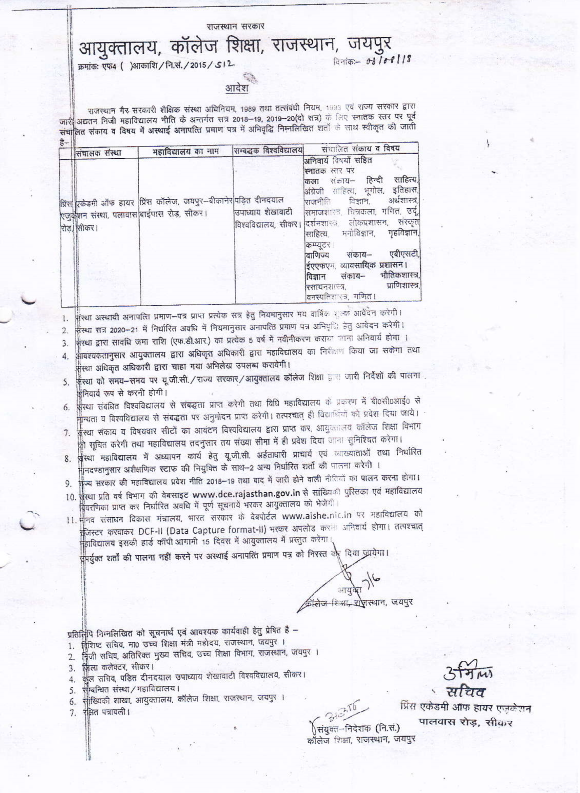 राजस्थान सरकार
आयुक्तालय, कॉलेज शिक्षा, राजस्थान, जयपुर
क्रमांकः एफ4 ( )आकाशि/नि.सं./2015/512 दिनांकः-
आदेश
राजस्थान गैर सरकारी शैक्षिक संस्था अधिनियम, 1989 तथा तत्संबंधी नियम, 1993 एवं राज्य सरकार द्वारा
जारी अद्यतन निजी महाविद्यालय नीति के अन्तर्गत सत्र 2018-19, 2019-20(दो सत्र) के लिए स्नातक स्तर पर पूर्व
संचालित संकाय व विषय में अस्थाई अनापत्ति प्रमाण पत्र में अभिवृद्धि निम्नलिखित शर्तों के साथ स्वीकृत की जाती
है-
संचालक संस्था महाविद्यालय का नाम सम्बद्धक विश्वविद्यालय संचालित संकाय व विषय
प्रिंस एकेडमी ऑफ हायर एजुकेशन संस्था, पलवास रोड़, सीकर।
प्रिंस कॉलेज, जयपुर-बीकानेर बाईपास रोड़, सीकर।
पंडित दीनदयाल उपाध्याय शेखावाटी विश्वविद्यालय, सीकर।
अनिवार्य विषयों सहित
स्नातक स्तर पर
कला संकाय- हिन्दी साहित्य,
अंग्रेजी साहित्य, भूगोल, इतिहास,
राजनीति विज्ञान, अर्थशास्त्र,
समाजशास्त्र, चित्रकला, गणित, उर्दू,
दर्शनशास्त्र, लोकप्रशासन, संस्कृत
साहित्य, मनोविज्ञान, गृहविज्ञान,
कम्प्यूटर
वाणिज्य संकाय- एबीएसटी,
ईएएफएम, व्यावसायिक प्रशासन।
विज्ञान संकाय- भौतिकशास्त्र,
रसायनशास्त्र, प्राणिशास्त्र,
वनस्पतिशास्त्र, गणित।
1. संस्था अस्थायी अनापत्ति प्रमाण-पत्र प्राप्त प्रत्येक सत्र हेतु नियमानुसार मय वार्षिक शुल्क आवेदन करेगी।
2. संस्था सत्र 2020-21 में निर्धारित अवधि में नियमानुसार अनापत्ति प्रमाण पत्र अभिवृद्धि हेतु आवेदन करेगी।
3. संस्था द्वारा सावधि जमा राशि (एफ.डी.आर.) का प्रत्येक 5 वर्ष में नवीनीकरण कराना अनिवार्य होगा ।
4. आवश्यकतानुसार आयुक्तालय द्वारा अधिकृत अधिकारी द्वारा महाविद्यालय का निरीक्षण किया जा सकेगा तथा
संस्था अधिकृत अधिकारी द्वारा चाहा गया अभिलेख उपलब्ध करायेगी।
5. संस्था को समय-समय पर यू.जी.सी./राज्य सरकार/आयुक्तालय कॉलेज शिक्षा द्वारा जारी निर्देशों की पालना
अनिवार्य रूप से करनी होगी।
6. संस्था संबंधित विश्वविद्यालय से संबद्धता प्राप्त करेगी तथा विधि महाविद्यालय के प्रकरण में बी०सी०आई० से
मान्यता व विश्वविद्यालय से संबद्धता पर अनुमोदन प्राप्त करेगी। तत्पश्चात् ही विद्यार्थियों को प्रवेश दिया जाये।
7. संस्था संकाय व विषयवार सीटों का आवंटन विश्वविद्यालय द्वारा प्राप्त कर, आयुक्तालय कॉलेज शिक्षा विभाग
को सूचित करेगी तथा महाविद्यालय तदनुसार तय संख्या सीमा में ही प्रवेश दिया जाना सुनिश्चित करेगा।
8. संस्था महाविद्यालय में अध्यापन कार्य हेतु यू.जी.सी. अर्हताधारी प्राचार्य एवं व्याख्याताओं तथा निर्धारित
मानदण्डानुसार अशैक्षणिक स्टाफ की नियुक्ति के साथ-2 अन्य निर्धारित शर्तों की पालना करेगी ।
9. राज्य सरकार की महाविद्यालय प्रवेश नीति 2018-19 तथा बाद में जारी होने वाली नीतियों का पालन करना होगा।
10. संस्था प्रति वर्ष विभाग की वेबसाइट www.dce.rajasthan.gov.in से सांख्यिकी पुस्तिका एवं महाविद्यालय
विवरणिका प्राप्त कर निर्धारित अवधि में पूर्ण सूचनाये भरकर आयुक्तालय को भेजेगी।
11. मानव संसाधन विकास मंत्रालय, भारत सरकार के वेबपोर्टल www.aishe.nic.in पर महाविद्यालय को
रजिस्टर करवाकर DCF-II (Data Capture format-II) भरकर अपलोड करना अनिवार्य होगा। तत्पश्चात्
महाविद्यालय इसकी हार्ड कॉपी आगामी 15 दिवस में आयुक्तालय में प्रस्तुत करेगा।
उपर्युक्त शर्तों की पालना नहीं करने पर अस्थाई अनापत्ति प्रमाण पत्र को निरस्त कर दिया जायेगा।
आयुक्त
कॉलेज शिक्षा, राजस्थान, जयपुर
प्रतिलिपि निम्नलिखित को सूचनार्थ एवं आवश्यक कार्यवाही हेतु प्रेषित है –
1. विशिष्ट सचिव, मा0 उच्च शिक्षा मंत्री महोदय, राजस्थान, जयपुर ।
2. निजी सचिव, अतिरिक्त मुख्य सचिव, उच्च शिक्षा विभाग, राजस्थान, जयपुर ।
3. जिला कलेक्टर, सीकर।
4. कुल सचिव, पंडित दीनदयाल उपाध्याय शेखावाटी विश्वविद्यालय, सीकर।
5. सम्बन्धित संस्था/महाविद्यालय।
6. सांख्यिकी शाखा, आयुक्तालय, कॉलेज शिक्षा, राजस्थान, जयपुर ।
7. रक्षित पत्रावली।
संयुक्त-निदेशक (नि.सं.)
कॉलेज शिक्षा, राजस्थान, जयपुर
सचिव
प्रिंस एकेडमी ऑफ हायर एजुकेशन
पालवास रोड़, सीकर